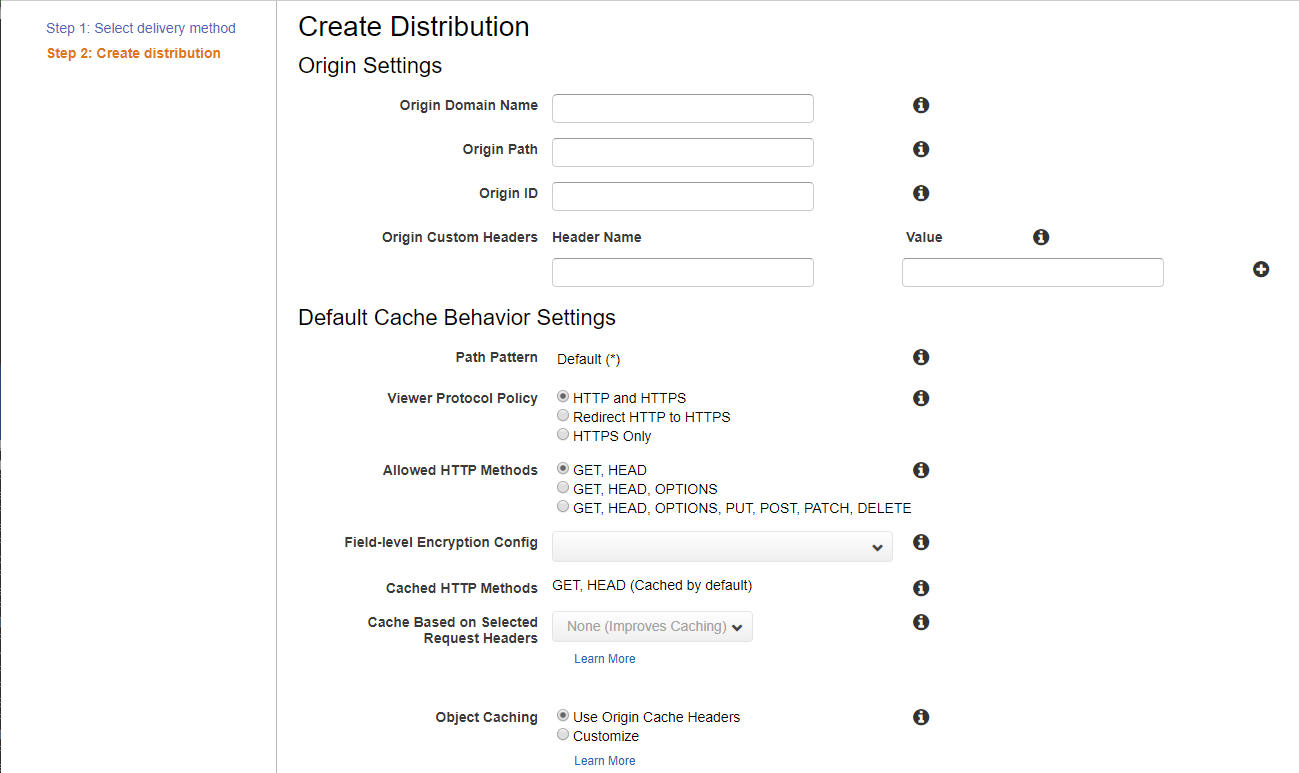 Step 1: Select delivery method
Step 2: Create distribution
Create Distribution
Origin Settings
Origin Domain Name
Origin Path
Origin ID
Origin Custom Headers Header Name Value
Default Cache Behavior Settings
Path Pattern Default (*)
Viewer Protocol Policy HTTP and HTTPS
Redirect HTTP to HTTPS
HTTPS Only
Allowed HTTP Methods GET, HEAD
GET, HEAD, OPTIONS
GET, HEAD, OPTIONS, PUT, POST, PATCH, DELETE
Field-level Encryption Config
Cached HTTP Methods GET, HEAD (Cached by default)
Cache Based on Selected
Request Headers
None (Improves Caching)
Learn More
Object Caching Use Origin Cache Headers
Customize
Learn More